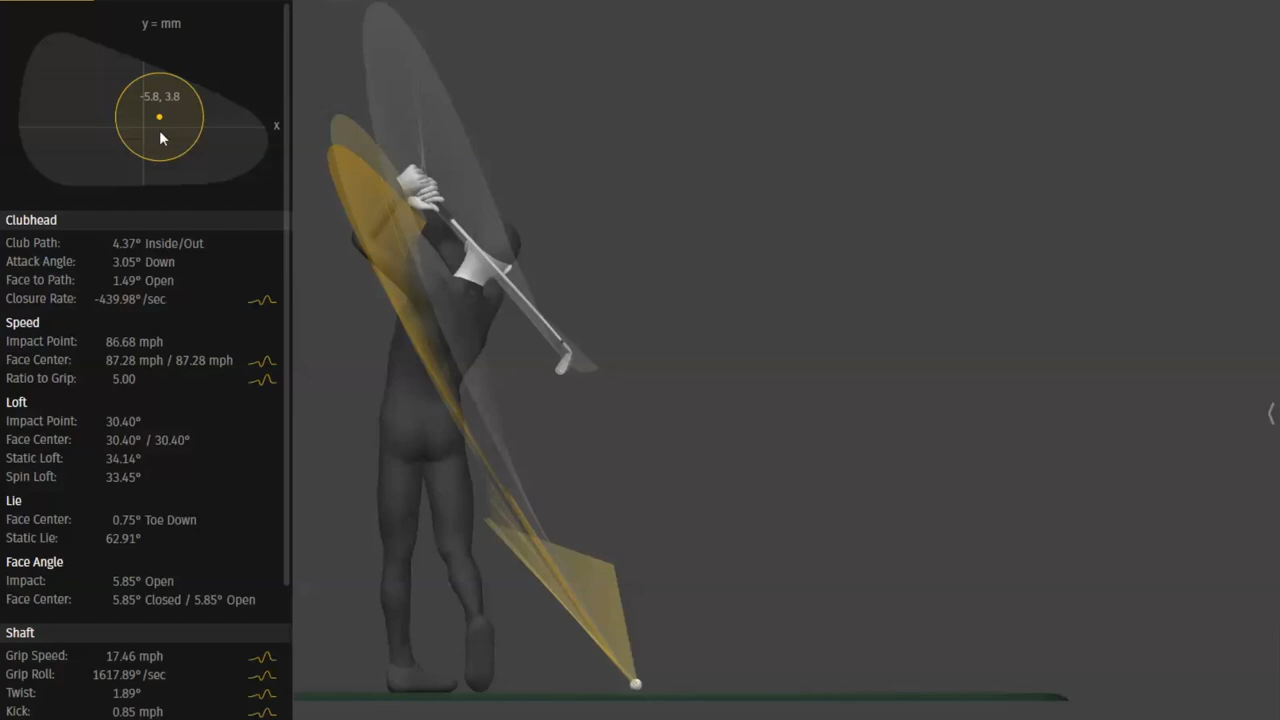 y = mm
-5.8, 3.8
x
Clubhead
Club Path: 4.37° Inside/Out
Attack Angle: 3.05° Down
Face to Path: 1.49° Open
Closure Rate: -439.98°/sec
Speed
Impact Point: 86.68 mph
Face Center: 87.28 mph / 87.28 mph
Ratio to Grip: 5.00
Loft
Impact Point: 30.40°
Face Center: 30.40° / 30.40°
Static Loft: 34.14°
Spin Loft: 33.45°
Lie
Face Center: 0.75° Toe Down
Static Lie: 62.91°
Face Angle
Impact: 5.85° Open
Face Center: 5.85° Closed / 5.85° Open
Shaft
Grip Speed: 17.46 mph
Grip Roll: 1617.89°/sec
Twist: 1.89°
Kick: 0.85 mph